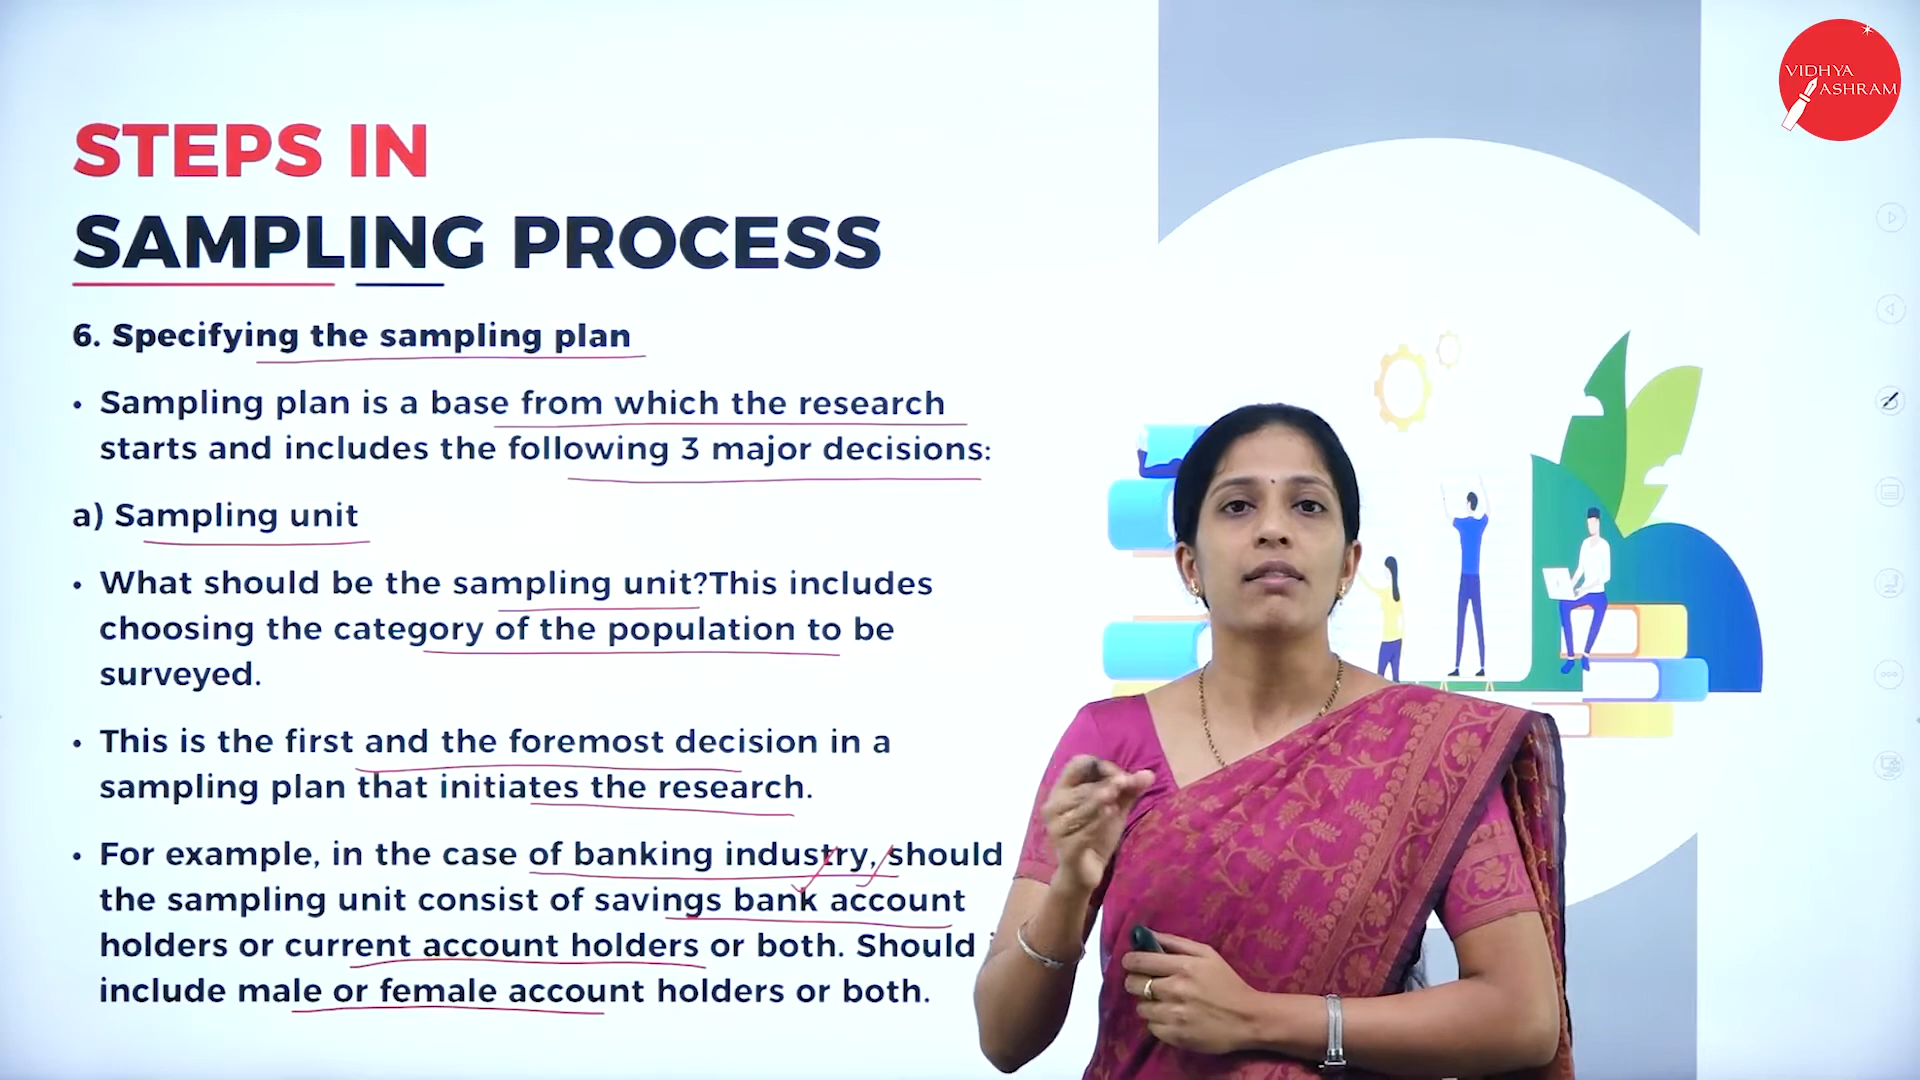 VIDHYA
ASHRAM
STEPS IN
SAMPLING PROCESS
6. Specifying the sampling plan
• Sampling plan is a base from which the research
starts and includes the following 3 major decisions:
a) Sampling unit
• What should be the sampling unit?This includes
choosing the category of the population to be
surveyed.
• This is the first and the foremost decision in a
sampling plan that initiates the research.
• For example, in the case of banking industry, should
the sampling unit consist of savings bank account
holders or current account holders or both. Should
include male or female account holders or both.